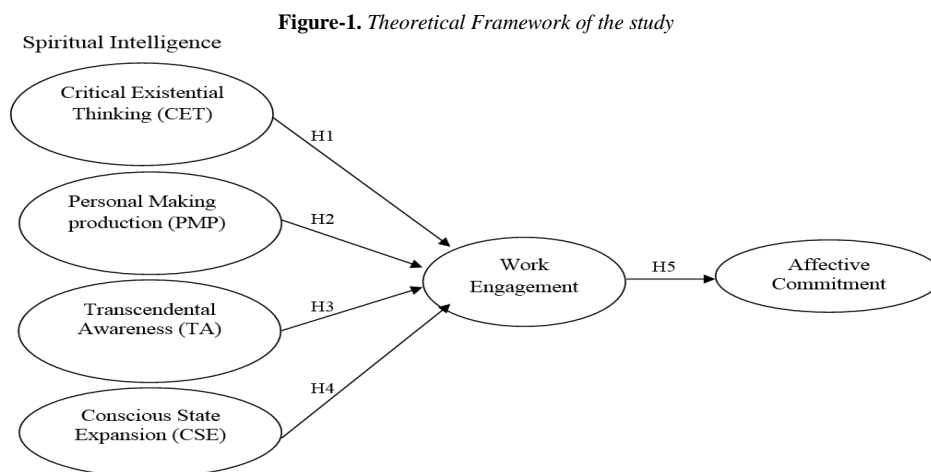 Figure-1. Theoretical Framework of the study
Spiritual Intelligence
Critical Existential
Thinking (CET)
H1
Personal Making
production (PMP)
H2
Transcendental
Awareness (TA)
H3
Conscious State
Expansion (CSE)
H4
Work
Engagement
H5
Affective
Commitment